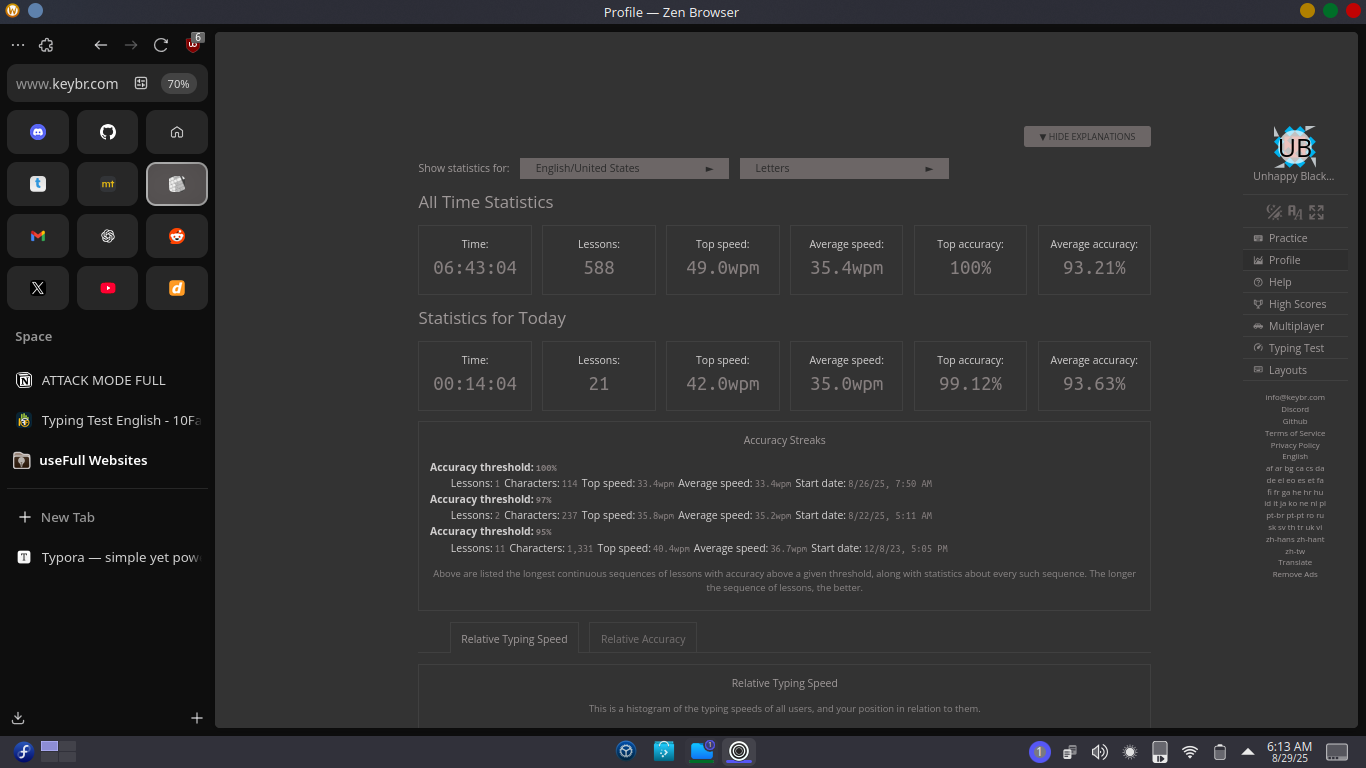 Profile — Zen Browser
6
www.keybr.com
70%
Space
ATTACK MODE FULL
Typing Test English - 10Fa
useFull Websites
New Tab
Typora — simple yet pow
▼ HIDE EXPLANATIONS
Show statistics for: English/United States ► Letters ►
All Time Statistics
Time: Lessons: Top speed: Average speed: Top accuracy: Average accuracy:
06:43:04 588 49.0wpm 35.4wpm 100% 93.21%
Statistics for Today
Time: Lessons: Top speed: Average speed: Top accuracy: Average accuracy:
00:14:04 21 42.0wpm 35.0wpm 99.12% 93.63%
Accuracy Streaks
Accuracy threshold: 100%
Lessons: 1 Characters: 114 Top speed: 33.4wpm Average speed: 33.4wpm Start date: 8/26/25, 7:50 AM
Accuracy threshold: 97%
Lessons: 2 Characters: 237 Top speed: 35.8wpm Average speed: 35.2wpm Start date: 8/22/25, 5:11 AM
Accuracy threshold: 95%
Lessons: 11 Characters: 1,331 Top speed: 40.4wpm Average speed: 36.7wpm Start date: 12/8/23, 5:05 PM
Above are listed the longest continuous sequences of lessons with accuracy above a given threshold, along with statistics about every such sequence. The longer
the sequence of lessons, the better.
Relative Typing Speed Relative Accuracy
Relative Typing Speed
This is a histogram of the typing speeds of all users, and your position in relation to them.
UB
Unhappy Black...
Practice
Profile
Help
High Scores
Multiplayer
Typing Test
Layouts
info@keybr.com
Discord
Github
Terms of Service
Privacy Policy
English
af ar bg ca cs da
de el eo es et fa
fi fr ga he hr hu
id it ja ko ne nl pl
pt-br pt-pt ro ru
sk sv th tr uk vi
zh-hans zh-hant
zh-tw
Translate
Remove Ads
1
1
6:13 AM
8/29/25